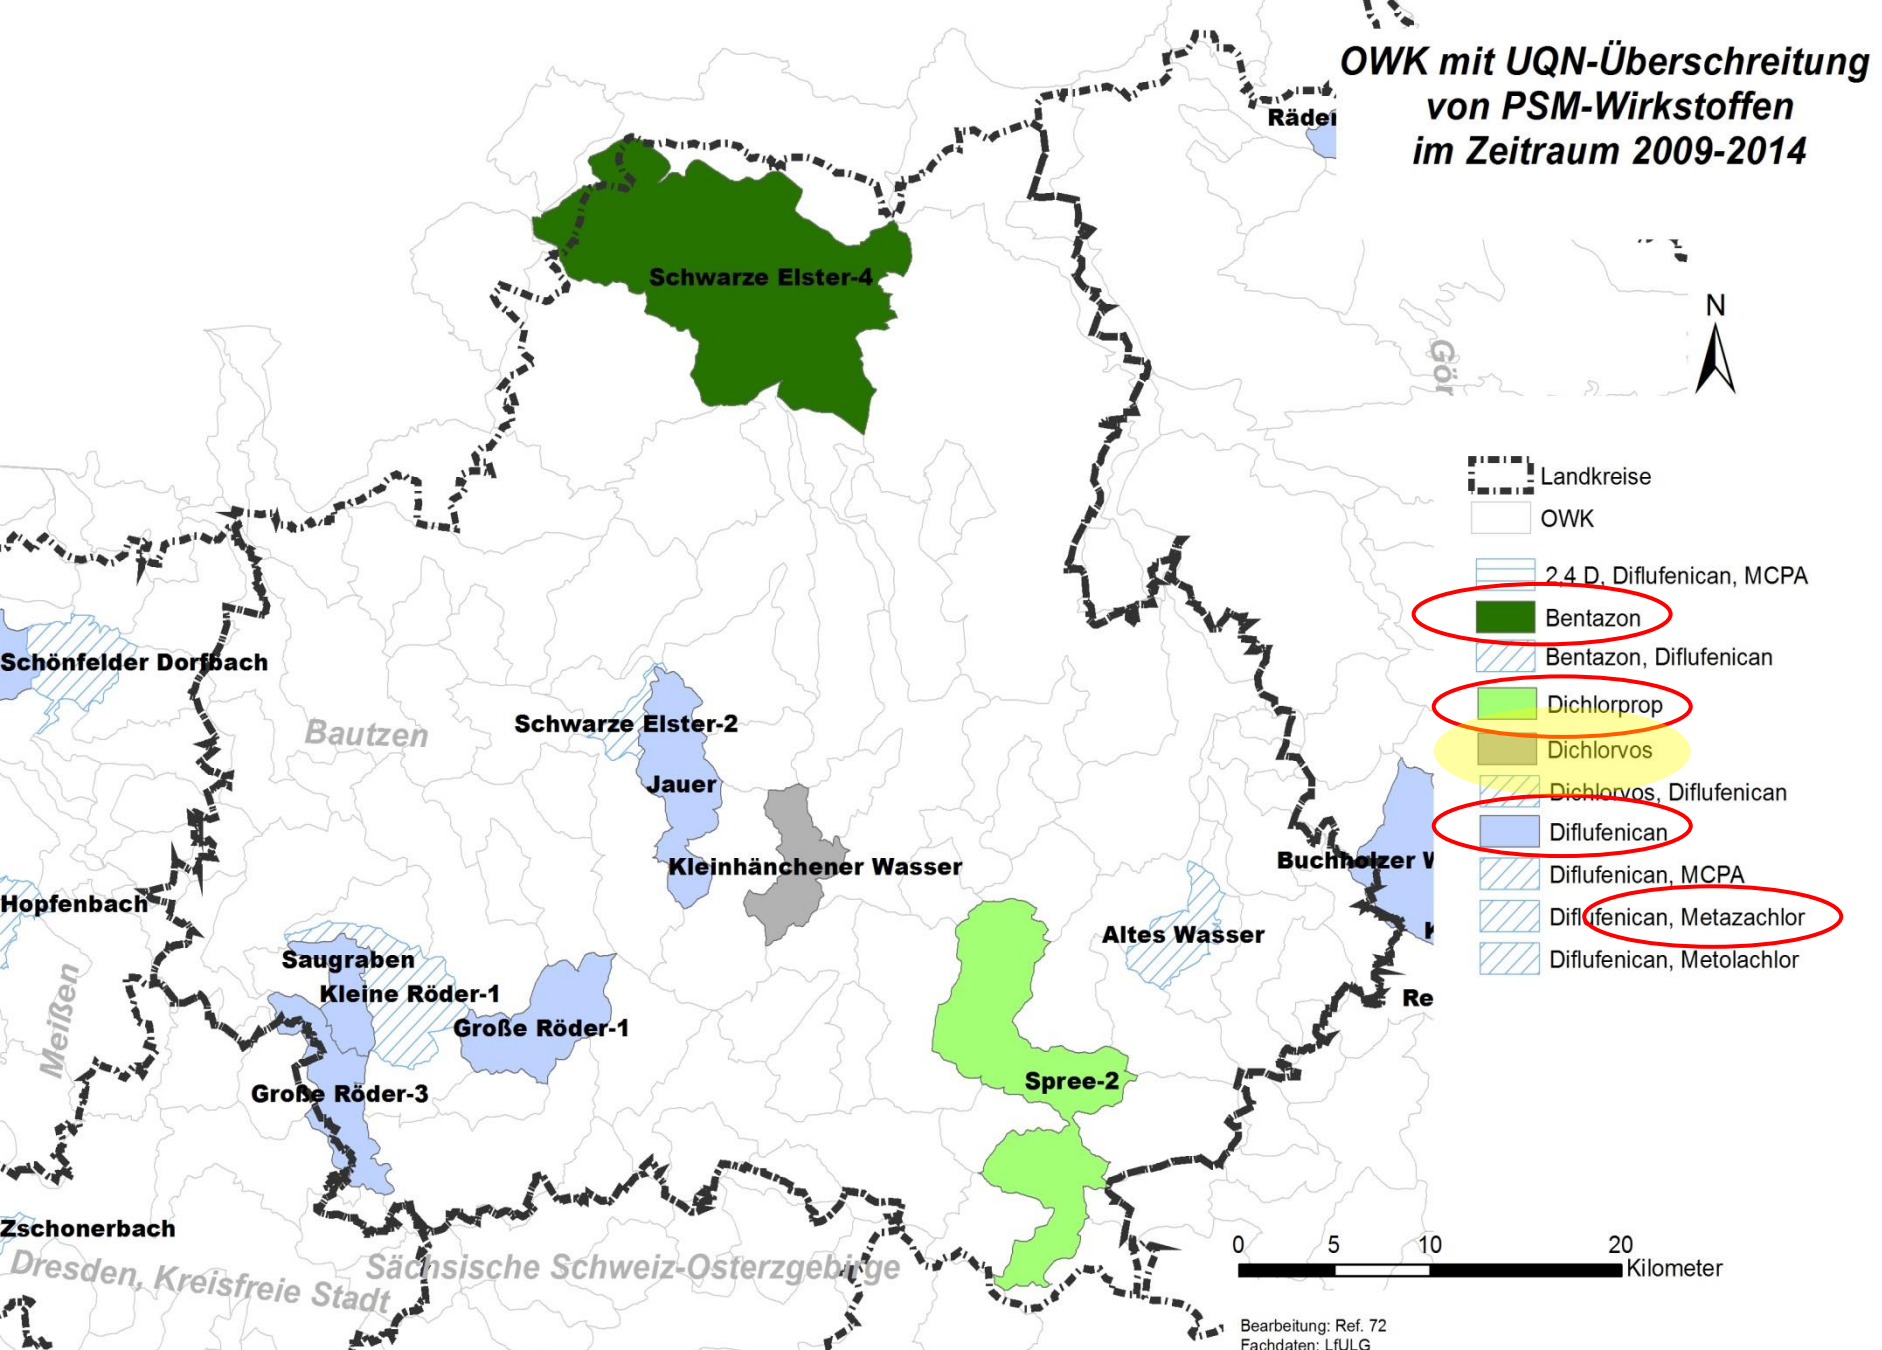 OWK mit UQN-Überschreitung
von PSM-Wirkstoffen
im Zeitraum 2009-2014
Räder
Schwarze Elster-4
N
Gör
Landkreise
OWK
2,4 D, Diflufenican, MCPA
Bentazon
Bentazon, Diflufenican
Dichlorprop
Dichlorvos
Dichlorvos, Diflufenican
Diflufenican
Diflufenican, MCPA
Diflufenican, Metazachlor
Diflufenican, Metolachlor
Schönfelder Dorfbach
Bautzen
Schwarze Elster-2
Jauer
Kleinhänchener Wasser
Buchholzer W
Hopfenbach
Altes Wasser
K
Saugraben
Kleine Röder-1
Re
Meißen
Große Röder-1
Große Röder-3
Spree-2
Zschonerbach
Dresden, Kreisfreie Stadt
Sächsische Schweiz-Osterzgebirge
0 5 10 20
Kilometer
Bearbeitung: Ref. 72
Fachdaten: LfULG